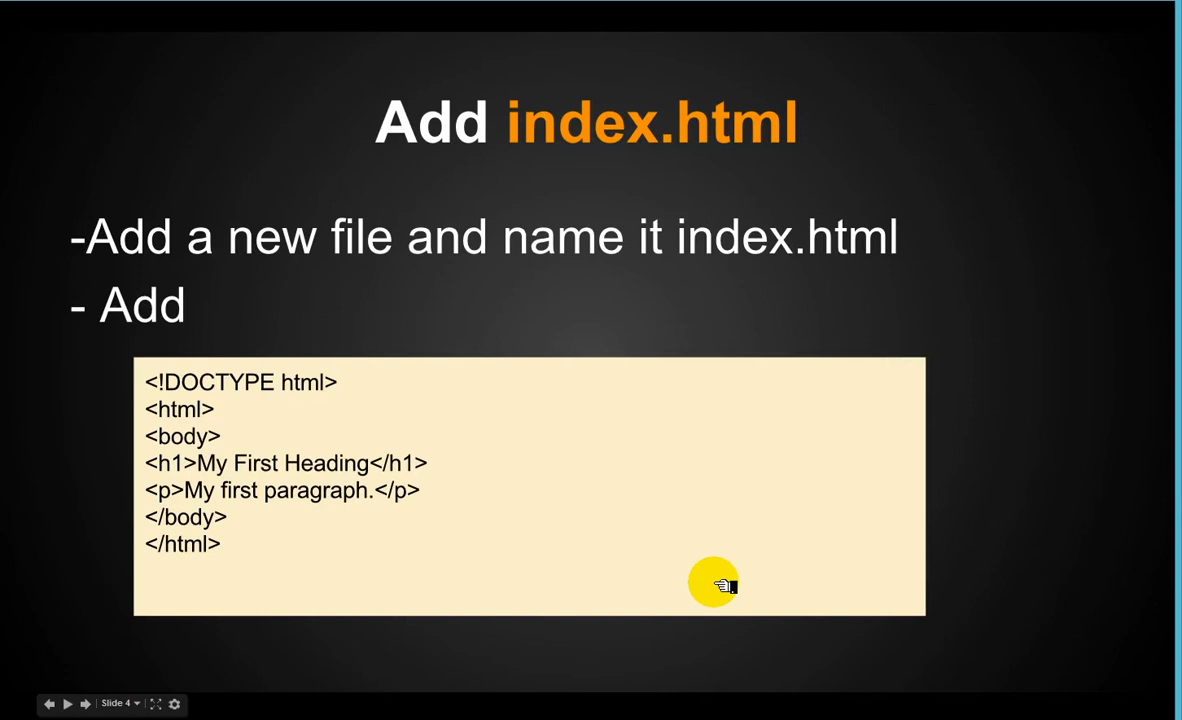 Add index.html
-Add a new file and name it index.html
- Add
<!DOCTYPE html>
<html>
<body>
<h1>My First Heading</h1>
<p>My first paragraph.</p>
</body>
</html>
Slide 4